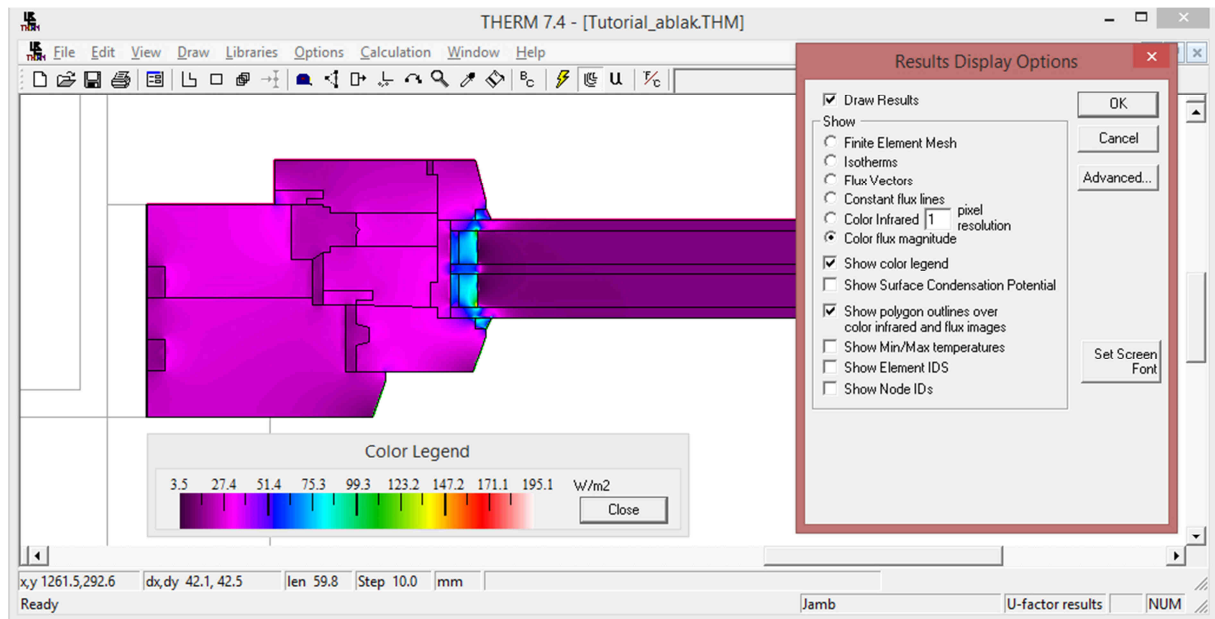 THERM 7.4 - [Tutorial_ablak.THM]
File Edit View Draw Libraries Options Calculation Window Help
Results Display Options
Draw Results
OK
Show
Finite Element Mesh
Cancel
Isotherms
Flux Vectors
Advanced...
Constant flux lines
Color Infrared 1 pixel resolution
Color flux magnitude
Show color legend
Show Surface Condensation Potential
Show polygon outlines over
color infrared and flux images
Show Min/Max temperatures
Set Screen
Font
Show Element IDS
Show Node IDs
Color Legend
3.5 27.4 51.4 75.3 99.3 123.2 147.2 171.1 195.1 W/m2
Close
x,y 1261.5,292.6 dx,dy 42.1, 42.5 len 59.8 Step 10.0 mm
Ready Jamb U-factor results NUM